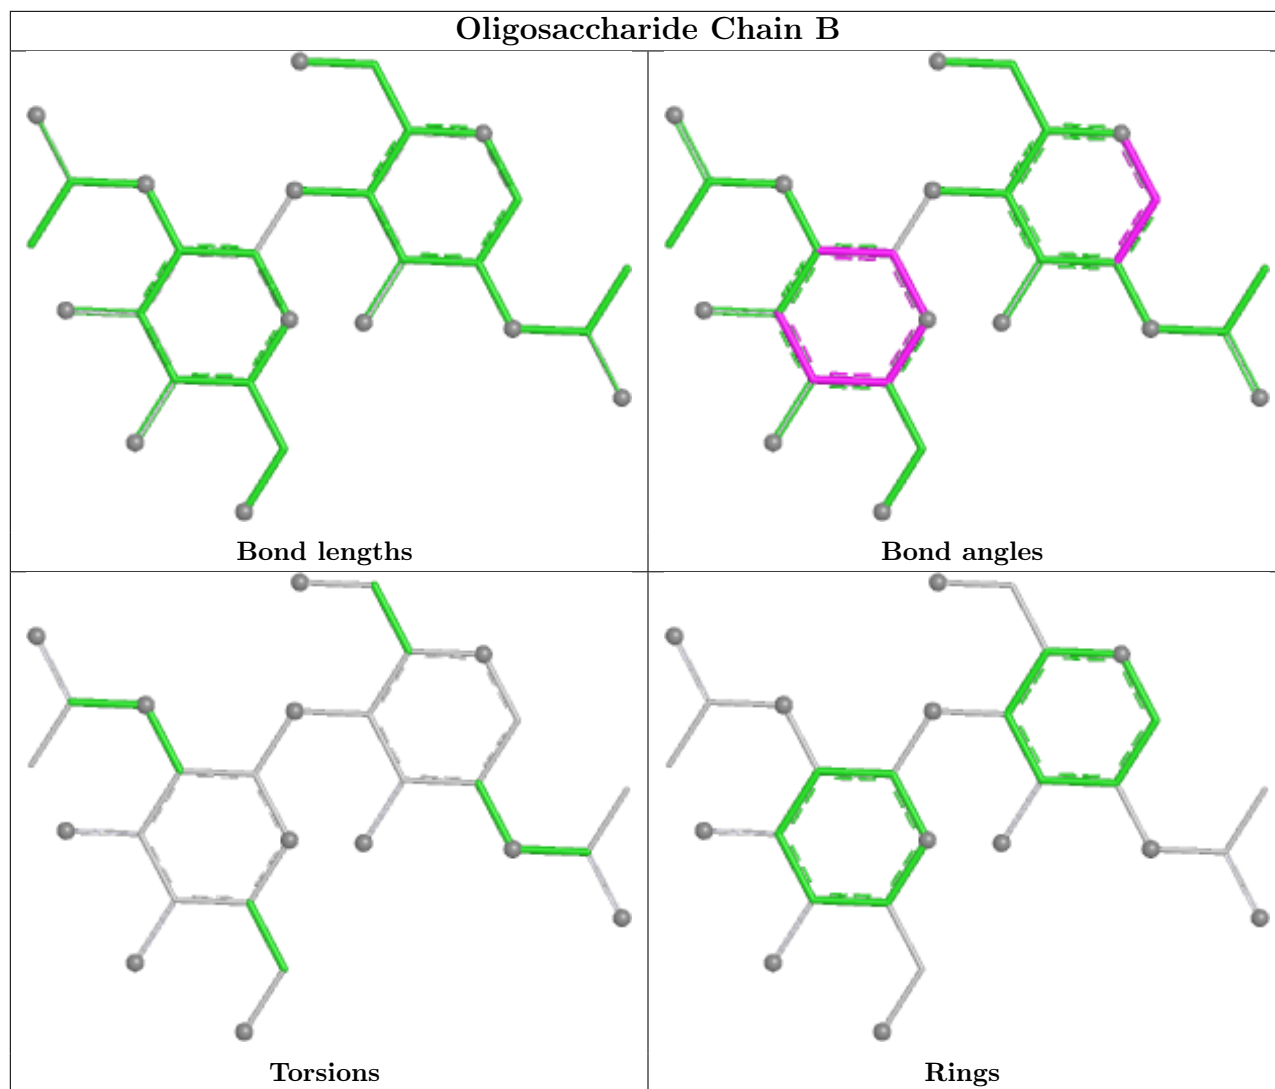 Oligosaccharide Chain B
Bond lengths
Bond angles
Torsions
Rings